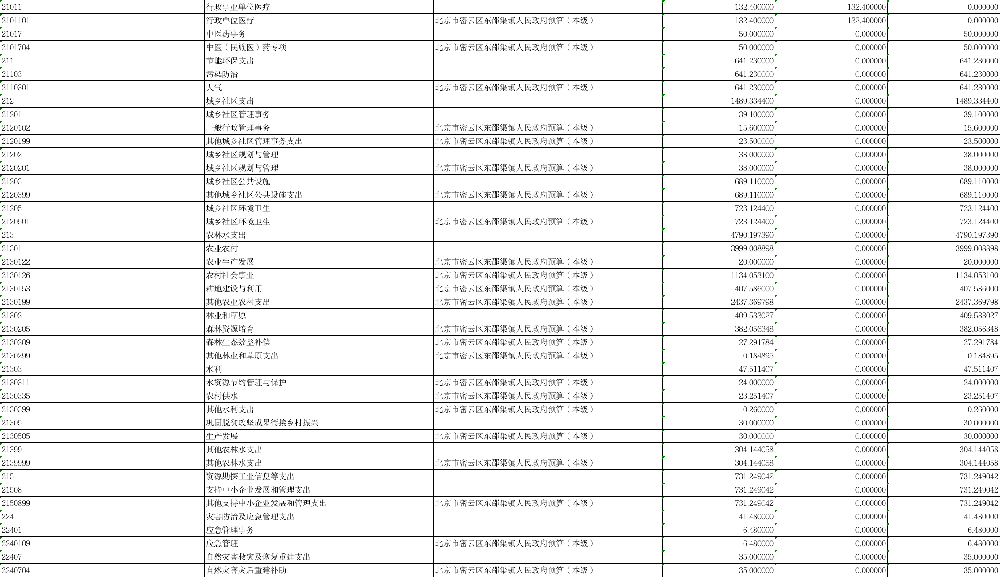 21011 行政事业单位医疗 132.400000 132.400000 0.000000
2101101 行政单位医疗 北京市密云区东邵渠镇人民政府预算（本级） 132.400000 132.400000 0.000000
21017 中医药事务 50.000000 0.000000 50.000000
2101704 中医（民族医）药专项 北京市密云区东邵渠镇人民政府预算（本级） 50.000000 0.000000 50.000000
211 节能环保支出 641.230000 0.000000 641.230000
21103 污染防治 641.230000 0.000000 641.230000
2110301 大气 北京市密云区东邵渠镇人民政府预算（本级） 641.230000 0.000000 641.230000
212 城乡社区支出 1489.334400 0.000000 1489.334400
21201 城乡社区管理事务 39.100000 0.000000 39.100000
2120102 一般行政管理事务 北京市密云区东邵渠镇人民政府预算（本级） 15.600000 0.000000 15.600000
2120199 其他城乡社区管理事务支出 北京市密云区东邵渠镇人民政府预算（本级） 23.500000 0.000000 23.500000
21202 城乡社区规划与管理 38.000000 0.000000 38.000000
2120201 城乡社区规划与管理 北京市密云区东邵渠镇人民政府预算（本级） 38.000000 0.000000 38.000000
21203 城乡社区公共设施 689.110000 0.000000 689.110000
2120399 其他城乡社区公共设施支出 北京市密云区东邵渠镇人民政府预算（本级） 689.110000 0.000000 689.110000
21205 城乡社区环境卫生 723.124400 0.000000 723.124400
2120501 城乡社区环境卫生 北京市密云区东邵渠镇人民政府预算（本级） 723.124400 0.000000 723.124400
213 农林水支出 4790.197390 0.000000 4790.197390
21301 农业农村 3999.008898 0.000000 3999.008898
2130122 农业生产发展 北京市密云区东邵渠镇人民政府预算（本级） 20.000000 0.000000 20.000000
2130126 农村社会事业 北京市密云区东邵渠镇人民政府预算（本级） 1134.053100 0.000000 1134.053100
2130153 耕地建设与利用 北京市密云区东邵渠镇人民政府预算（本级） 407.586000 0.000000 407.586000
2130199 其他农业农村支出 北京市密云区东邵渠镇人民政府预算（本级） 2437.369798 0.000000 2437.369798
21302 林业和草原 409.533027 0.000000 409.533027
2130205 森林资源培育 北京市密云区东邵渠镇人民政府预算（本级） 382.056348 0.000000 382.056348
2130209 森林生态效益补偿 北京市密云区东邵渠镇人民政府预算（本级） 27.291784 0.000000 27.291784
2130299 其他林业和草原支出 北京市密云区东邵渠镇人民政府预算（本级） 0.184895 0.000000 0.184895
21303 水利 47.511407 0.000000 47.511407
2130311 水资源节约管理与保护 北京市密云区东邵渠镇人民政府预算（本级） 24.000000 0.000000 24.000000
2130335 农村供水 北京市密云区东邵渠镇人民政府预算（本级） 23.251407 0.000000 23.251407
2130399 其他水利支出 北京市密云区东邵渠镇人民政府预算（本级） 0.260000 0.000000 0.260000
21305 巩固脱贫攻坚成果衔接乡村振兴 30.000000 0.000000 30.000000
2130505 生产发展 北京市密云区东邵渠镇人民政府预算（本级） 30.000000 0.000000 30.000000
21399 其他农林水支出 304.144058 0.000000 304.144058
2139999 其他农林水支出 北京市密云区东邵渠镇人民政府预算（本级） 304.144058 0.000000 304.144058
215 资源勘探工业信息等支出 731.249042 0.000000 731.249042
21508 支持中小企业发展和管理支出 731.249042 0.000000 731.249042
2150899 其他支持中小企业发展和管理支出 北京市密云区东邵渠镇人民政府预算（本级） 731.249042 0.000000 731.249042
224 灾害防治及应急管理支出 41.480000 0.000000 41.480000
22401 应急管理事务 6.480000 0.000000 6.480000
2240109 应急管理 北京市密云区东邵渠镇人民政府预算（本级） 6.480000 0.000000 6.480000
22407 自然灾害救灾及恢复重建支出 35.000000 0.000000 35.000000
2240704 自然灾害灾后重建补助 北京市密云区东邵渠镇人民政府预算（本级） 35.000000 0.000000 35.000000